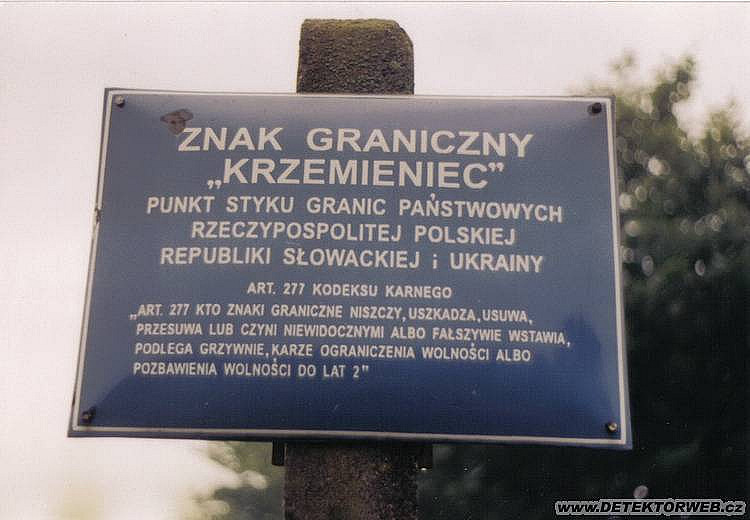 ZNAK GRANICZNY
„KRZEMIENIEC"
PUNKT STYKU GRANIC PAŃSTWOWYCH
RZECZYPOSPOLITEJ POLSKIEJ
REPUBLIKI SŁOWACKIEJ i UKRAINY
ART. 277 KODEKSU KARNEGO
„ART. 277 KTO ZNAKI GRANICZNE NISZCZY, USZKADZA, USUWA,
PRZESUWA LUB CZYNI NIEWIDOCZNYMI ALBO FAŁSZYWIE WSTAWIA,
PODLEGA GRZYWNIE, KARZE OGRANICZENIA WOLNOŚCI ALBO
POZBAWIENIA WOLNOŚCI DO LAT 2"
www.DETEKTORWEB.cz